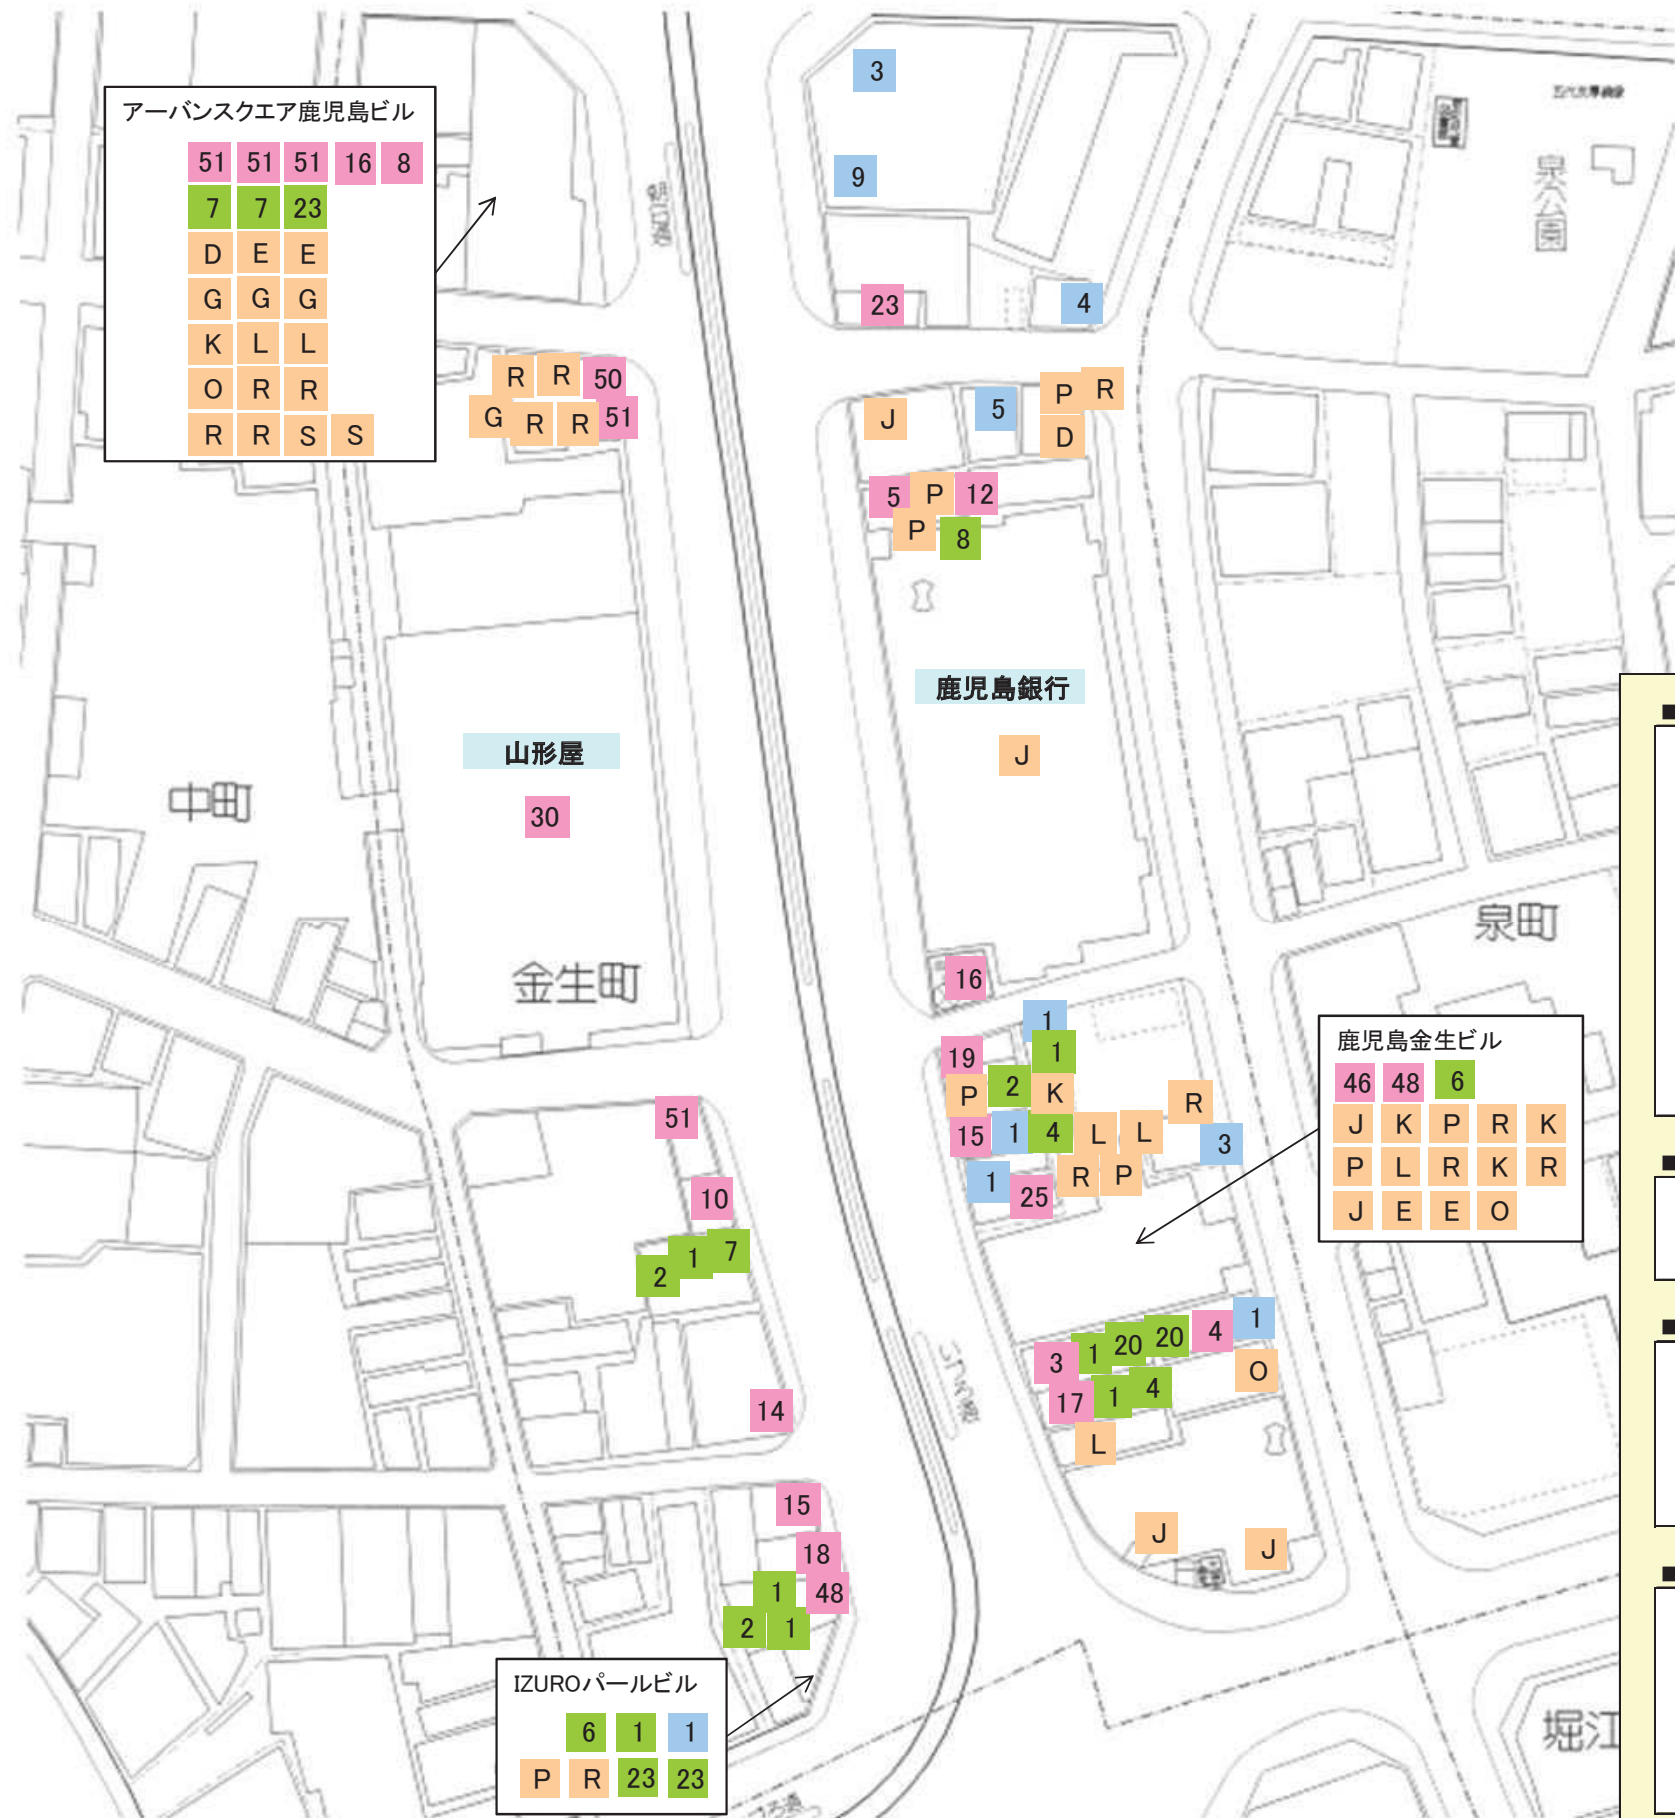 アーバンスクエア鹿児島ビル
51 51 51 16 8
7 7 23
D E E
G G G
K L L
O R R
R R S S
3
9
23
4
泉公園
R R 50
G R R 51
J
5
P R
D
5 P 12
P 8
鹿児島銀行
J
山形屋
30
中町
金生町
泉町
16
1
19 1
P 2 K
R
15 1 4 L L
3
1 25 R P
鹿児島金生ビル
46 48 6
J K P R K
P L R K R
J E E O
51
10
2 1 7
14
3 1 20 20 4 1
17 1 4
O
L
J
J
15
18
1 48
2 1
IZUROパールビル
6 1 1
P R 23 23
堀江